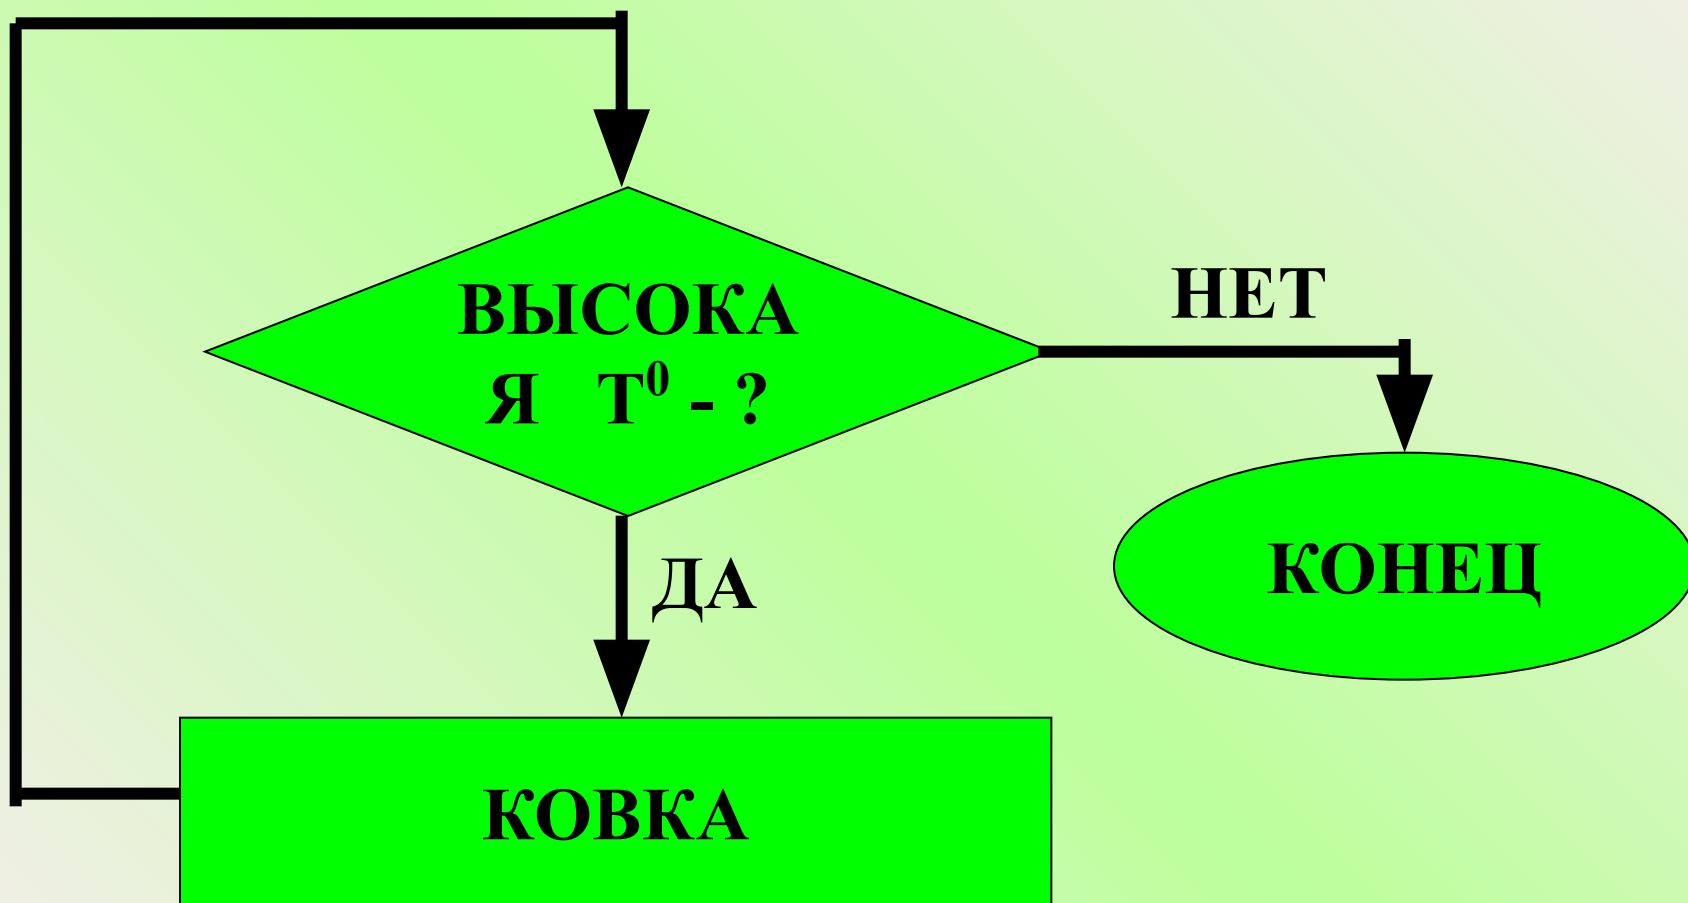 ВЫСОКА
Я Т⁰ - ?
НЕТ
КОНЕЦ
ДА
КОВКА